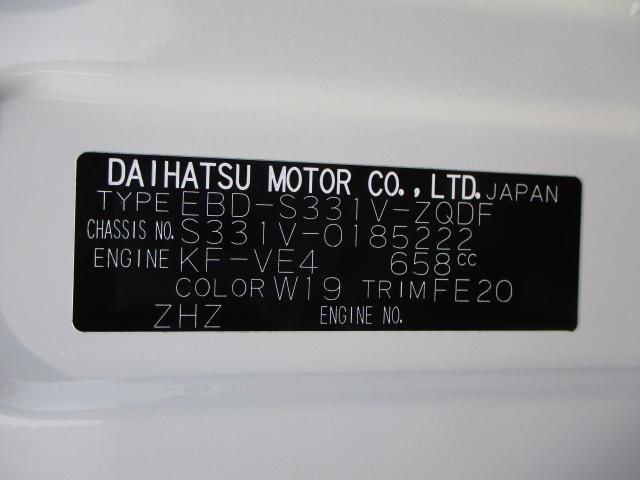 DAIHATSU MOTOR CO., LTD. JAPAN
TYPE EBD-S331V-ZQDF
CHASSIS NO. S331V-0185222
ENGINE KF-VE4 658cc
COLOR W19 TRIM FE20
ZHZ ENGINE NO.